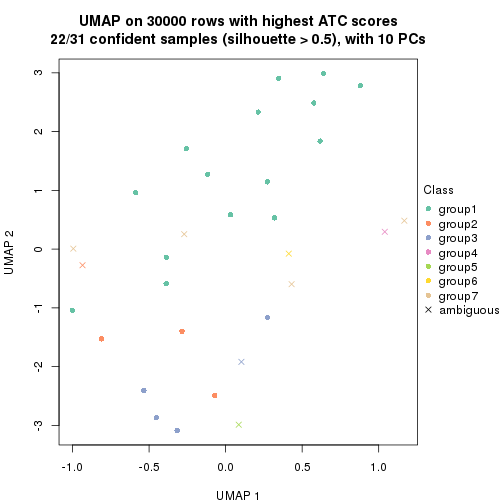 UMAP on 30000 rows with highest ATC scores
22/31 confident samples (silhouette > 0.5), with 10 PCs
3
2
1
0
-1
-2
-3
UMAP 2
-1.0
-0.5
0.0
0.5
1.0
UMAP 1
Class
group1
group2
group3
group4
group5
group6
group7
ambiguous